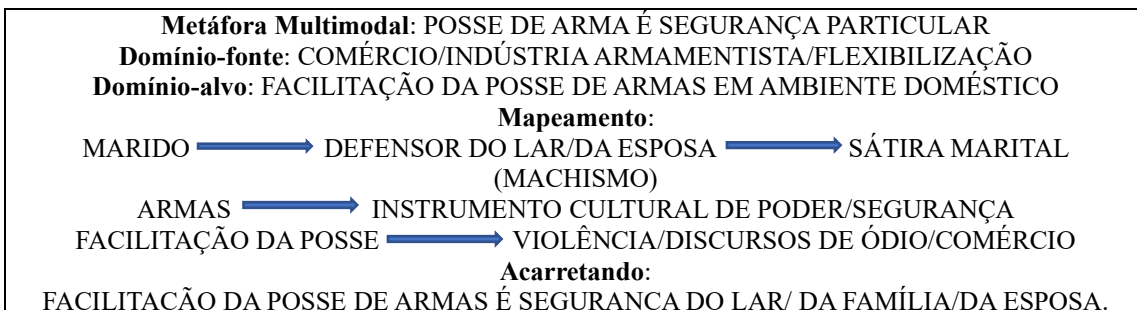 Metáfora Multimodal: POSSE DE ARMA É SEGURANÇA PARTICULAR
Domínio-fonte: COMÉRCIO/INDÚSTRIA ARMAMENTISTA/FLEXIBILIZAÇÃO
Domínio-alvo: FACILITAÇÃO DA POSSE DE ARMAS EM AMBIENTE DOMÉSTICO
Mapeamento:
MARIDO DEFENSOR DO LAR/DA ESPOSA SÁTIRA MARITAL
(MACHISMO)
ARMAS INSTRUMENTO CULTURAL DE PODER/SEGURANÇA
FACILITAÇÃO DA POSSE VIOLÊNCIA/DISCURSOS DE ÓDIO/COMÉRCIO
Acarretando:
FACILITAÇÃO DA POSSE DE ARMAS É SEGURANÇA DO LAR/ DA FAMÍLIA/DA ESPOSA.